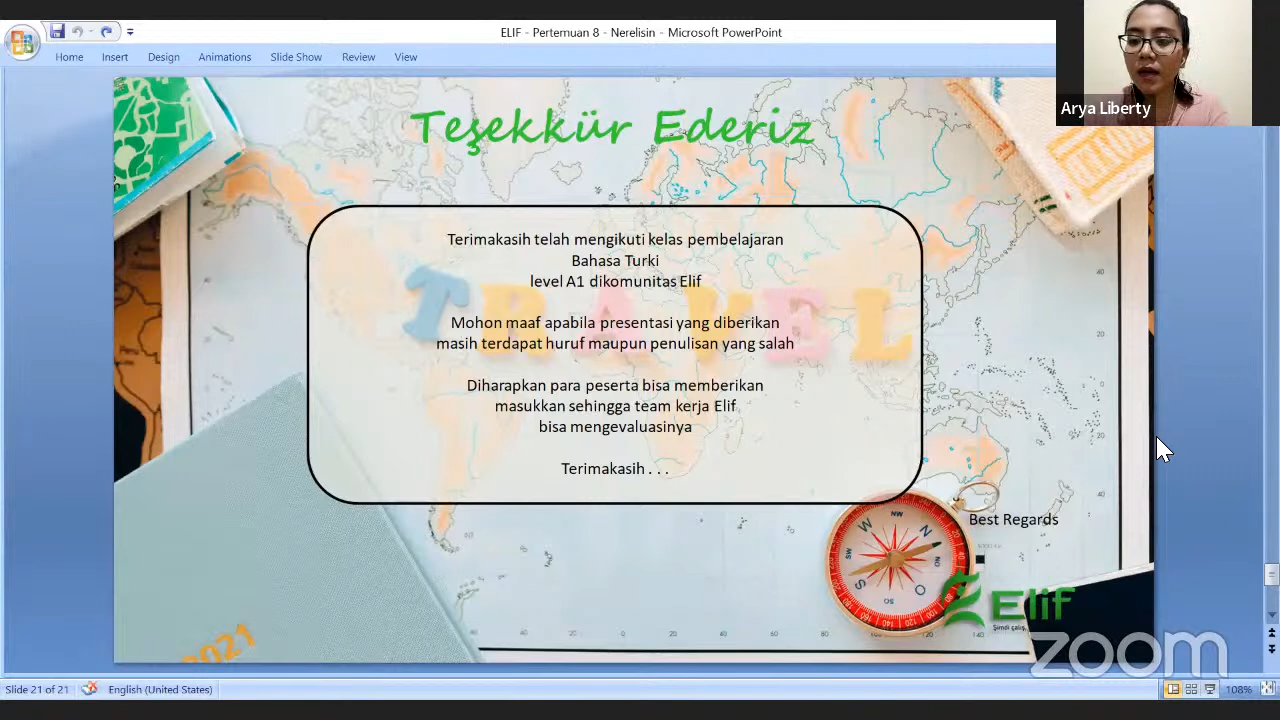 ELIF - Pertemuan 8 - Nerelisin - Microsoft PowerPoint
Home Insert Design Animations Slide Show Review View
Arya Liberty
Teşekkür Ederiz
Terimakasih telah mengikuti kelas pembelajaran
Bahasa Turki
level A1 dikomunitas Elif
TRAVEL
Mohon maaf apabila presentasi yang diberikan
masih terdapat huruf maupun penulisan yang salah
Diharapkan para peserta bisa memberikan
masukkan sehingga team kerja Elif
bisa mengevaluasinya
Terimakasih . . .
Best Regards
Elif
Şimdi çalış,
2021
zoom
Slide 21 of 21 English (United States) 108%